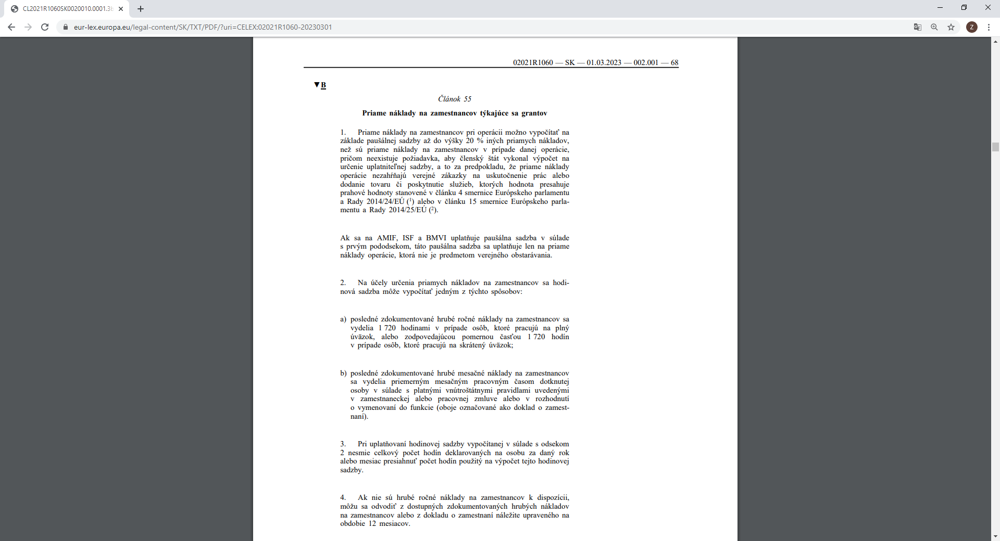 CL2021R1060SK0020010.0001.3
eur-lex.europa.eu/legal-content/SK/TXT/PDF/?uri=CELEX:02021R1060-20230301
Z
02021R1060 — SK — 01.03.2023 — 002.001 — 68
▼B
Článok 55
Priame náklady na zamestnancov týkajúce sa grantov
1. Priame náklady na zamestnancov pri operácii možno vypočítať na
základe paušálnej sadzby až do výšky 20 % iných priamych nákladov,
než sú priame náklady na zamestnancov v prípade danej operácie,
pričom neexistuje požiadavka, aby členský štát vykonal výpočet na
určenie uplatniteľnej sadzby, a to za predpokladu, že priame náklady
operácie nezahŕňajú verejné zákazky na uskutočnenie prác alebo
dodanie tovaru či poskytnutie služieb, ktorých hodnota presahuje
prahové hodnoty stanovené v článku 4 smernice Európskeho parlamentu
a Rady 2014/24/EÚ (1) alebo v článku 15 smernice Európskeho parla-
mentu a Rady 2014/25/EÚ (2).
Ak sa na AMIF, ISF a BMVI uplatňuje paušálna sadzba v súlade
s prvým pododsekom, táto paušálna sadzba sa uplatňuje len na priame
náklady operácie, ktorá nie je predmetom verejného obstarávania.
2. Na účely určenia priamych nákladov na zamestnancov sa hodi-
nová sadzba môže vypočítať jedným z týchto spôsobov:
a) posledné zdokumentované hrubé ročné náklady na zamestnancov sa
vydelia 1 720 hodinami v prípade osôb, ktoré pracujú na plný
úväzok, alebo zodpovedajúcou pomernou časťou 1 720 hodín
v prípade osôb, ktoré pracujú na skrátený úväzok;
b) posledné zdokumentované hrubé mesačné náklady na zamestnancov
sa vydelia priemerným mesačným pracovným časom dotknutej
osoby v súlade s platnými vnútroštátnymi pravidlami uvedenými
v zamestnaneckej alebo pracovnej zmluve alebo v rozhodnutí
o vymenovaní do funkcie (oboje označované ako doklad o zamest-
naní).
3. Pri uplatňovaní hodinovej sadzby vypočítanej v súlade s odsekom
2 nesmie celkový počet hodín deklarovaných na osobu za daný rok
alebo mesiac presiahnuť počet hodín použitý na výpočet tejto hodinovej
sadzby.
4. Ak nie sú hrubé ročné náklady na zamestnancov k dispozícii,
môžu sa odvodiť z dostupných zdokumentovaných hrubých nákladov
na zamestnancov alebo z dokladu o zamestnaní náležite upraveného na
obdobie 12 mesiacov.